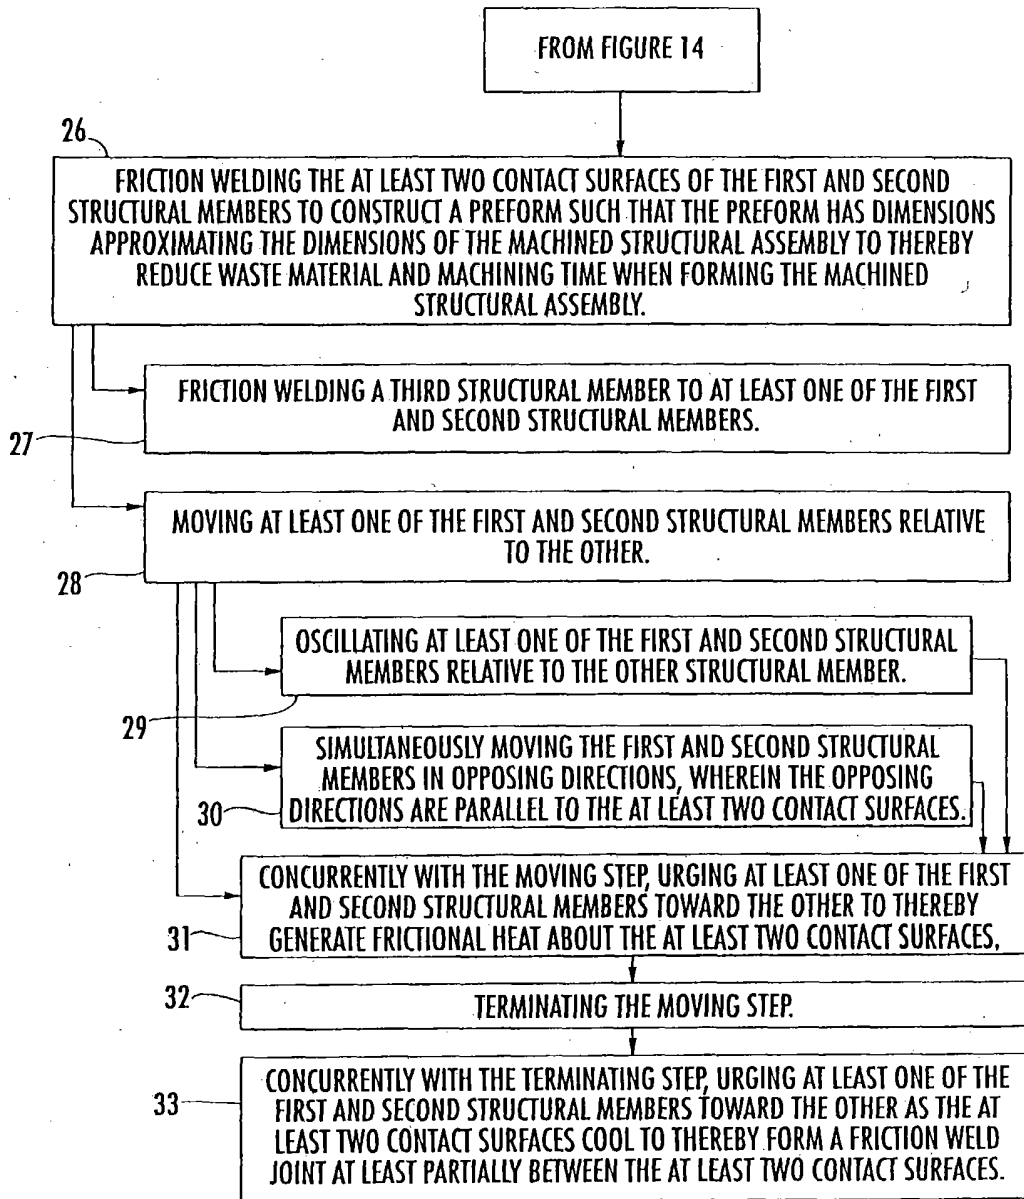 FROM FIGURE 14
26
FRICTION WELDING THE AT LEAST TWO CONTACT SURFACES OF THE FIRST AND SECOND
STRUCTURAL MEMBERS TO CONSTRUCT A PREFORM SUCH THAT THE PREFORM HAS DIMENSIONS
APPROXIMATING THE DIMENSIONS OF THE MACHINED STRUCTURAL ASSEMBLY TO THEREBY
REDUCE WASTE MATERIAL AND MACHINING TIME WHEN FORMING THE MACHINED
STRUCTURAL ASSEMBLY.
FRICTION WELDING A THIRD STRUCTURAL MEMBER TO AT LEAST ONE OF THE FIRST
AND SECOND STRUCTURAL MEMBERS.
27
MOVING AT LEAST ONE OF THE FIRST AND SECOND STRUCTURAL MEMBERS RELATIVE
TO THE OTHER.
28
OSCILLATING AT LEAST ONE OF THE FIRST AND SECOND STRUCTURAL
MEMBERS RELATIVE TO THE OTHER STRUCTURAL MEMBER.
29
SIMULTANEOUSLY MOVING THE FIRST AND SECOND STRUCTURAL
MEMBERS IN OPPOSING DIRECTIONS, WHEREIN THE OPPOSING
DIRECTIONS ARE PARALLEL TO THE AT LEAST TWO CONTACT SURFACES.
30
CONCURRENTLY WITH THE MOVING STEP, URGING AT LEAST ONE OF THE FIRST
AND SECOND STRUCTURAL MEMBERS TOWARD THE OTHER TO THEREBY
GENERATE FRICTIONAL HEAT ABOUT THE AT LEAST TWO CONTACT SURFACES,
31
32
TERMINATING THE MOVING STEP.
33
CONCURRENTLY WITH THE TERMINATING STEP, URGING AT LEAST ONE OF THE
FIRST AND SECOND STRUCTURAL MEMBERS TOWARD THE OTHER AS THE AT
LEAST TWO CONTACT SURFACES COOL TO THEREBY FORM A FRICTION WELD
JOINT AT LEAST PARTIALLY BETWEEN THE AT LEAST TWO CONTACT SURFACES.